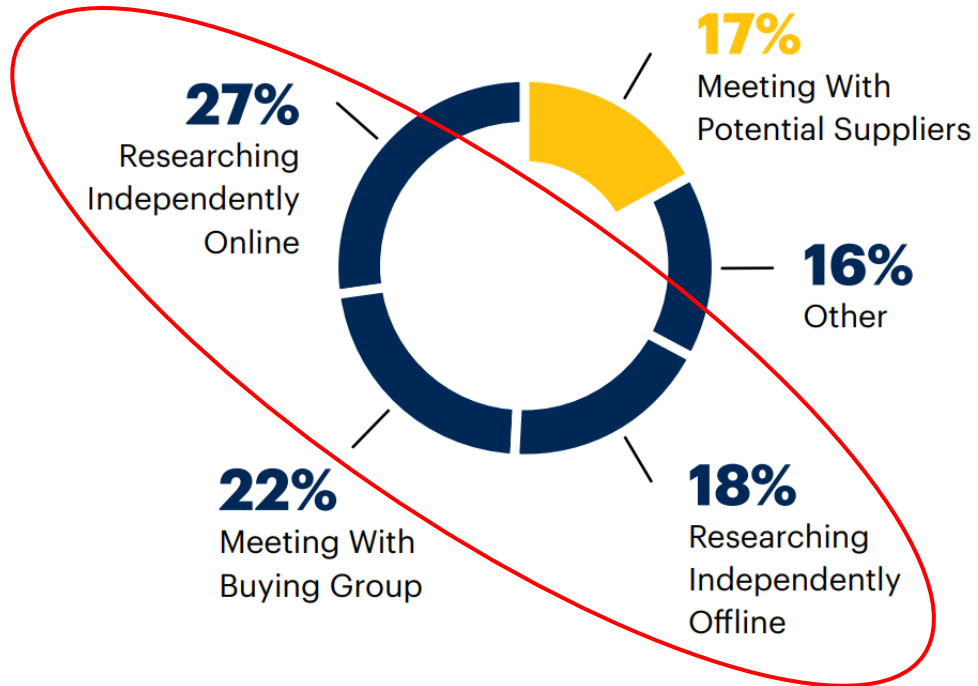 17%
Meeting With
Potential Suppliers
27%
Researching
Independently
Online
16%
Other
22%
Meeting With
Buying Group
18%
Researching
Independently
Offline